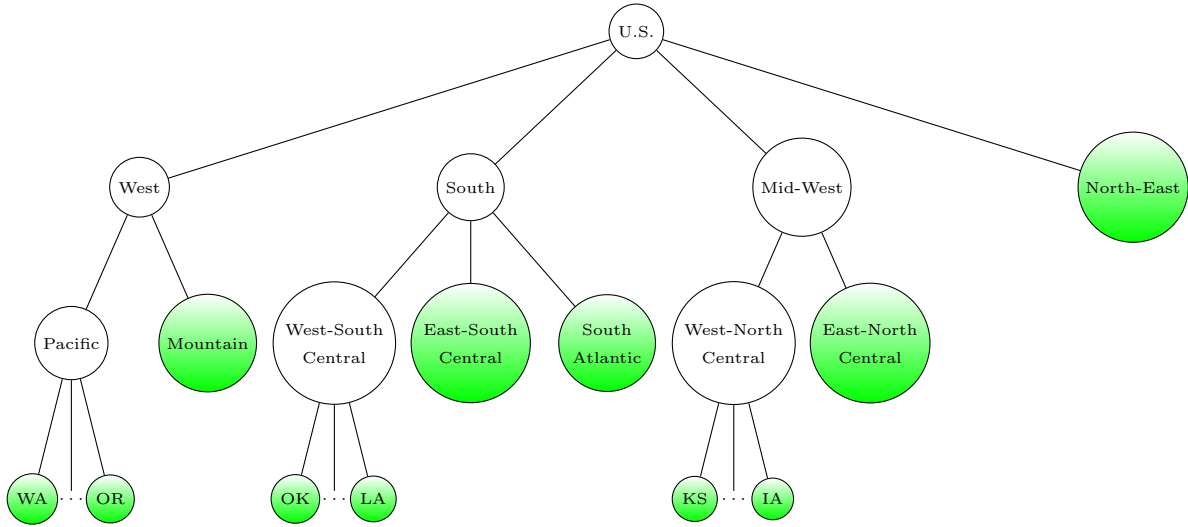 U.S.
West
South
Mid-West
North-East
Pacific
Mountain
West-South
Central
East-South
Central
South
Atlantic
West-North
Central
East-North
Central
WA
...
OR
OK
...
LA
KS
...
IA